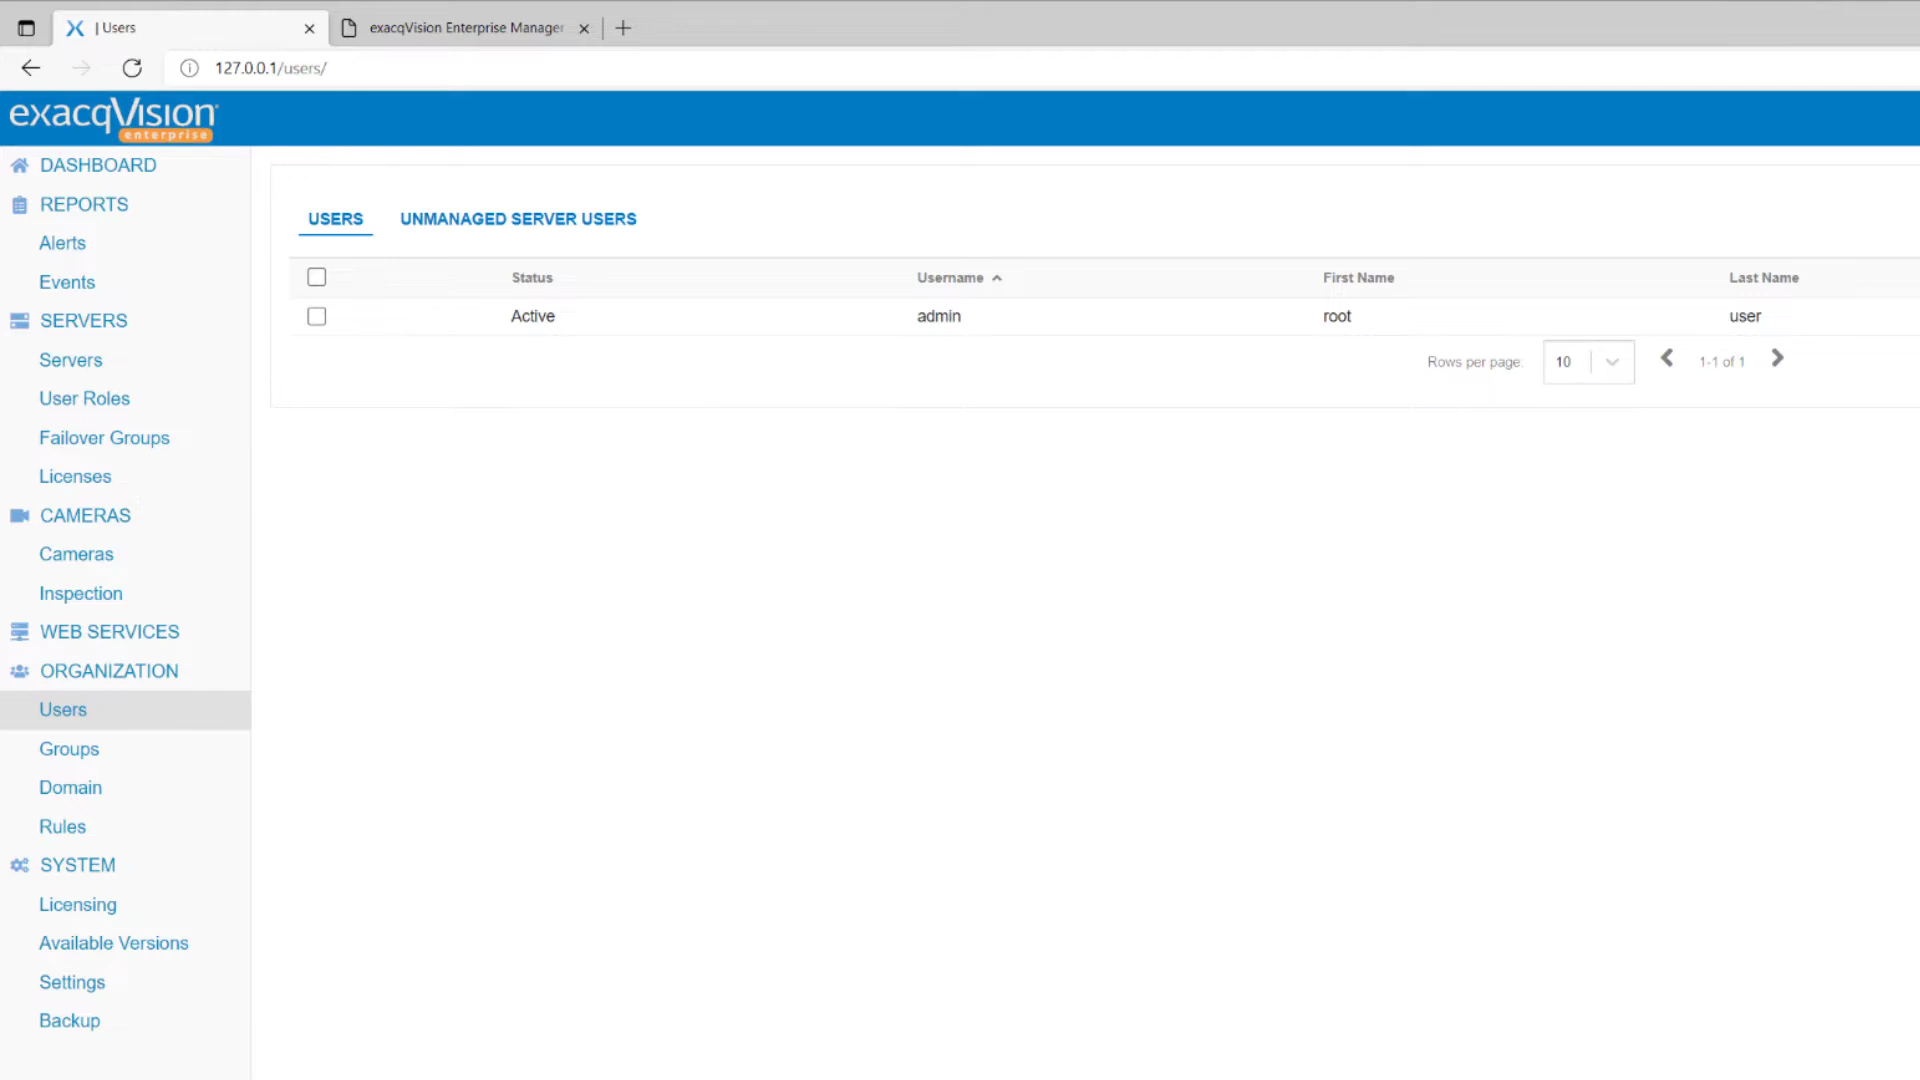 | Users
exacqVision Enterprise Manager
127.0.0.1/users/
exacqVision
enterprise
DASHBOARD
REPORTS
Alerts
Events
SERVERS
Servers
User Roles
Failover Groups
Licenses
CAMERAS
Cameras
Inspection
WEB SERVICES
ORGANIZATION
Users
Groups
Domain
Rules
SYSTEM
Licensing
Available Versions
Settings
Backup
USERS UNMANAGED SERVER USERS
Status Username First Name Last Name
Active admin root user
Rows per page: 10 1-1 of 1